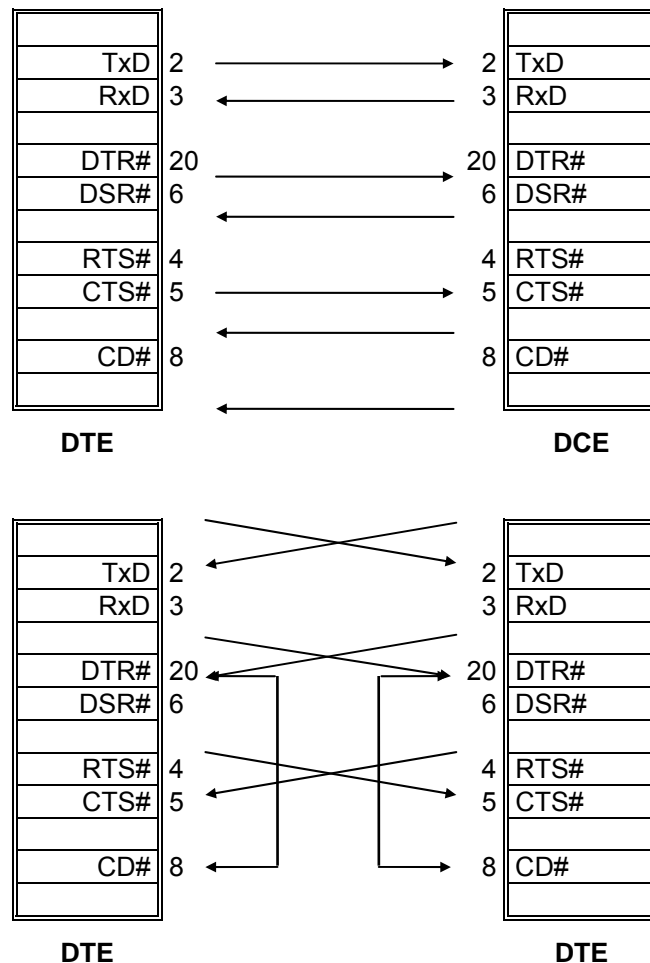 TxD 2 2 TxD
RxD 3 3 RxD
DTR# 20 20 DTR#
DSR# 6 6 DSR#
RTS# 4 4 RTS#
CTS# 5 5 CTS#
CD# 8 8 CD#
DTE DCE
TxD 2 2 TxD
RxD 3 3 RxD
DTR# 20 20 DTR#
DSR# 6 6 DSR#
RTS# 4 4 RTS#
CTS# 5 5 CTS#
CD# 8 8 CD#
DTE DTE